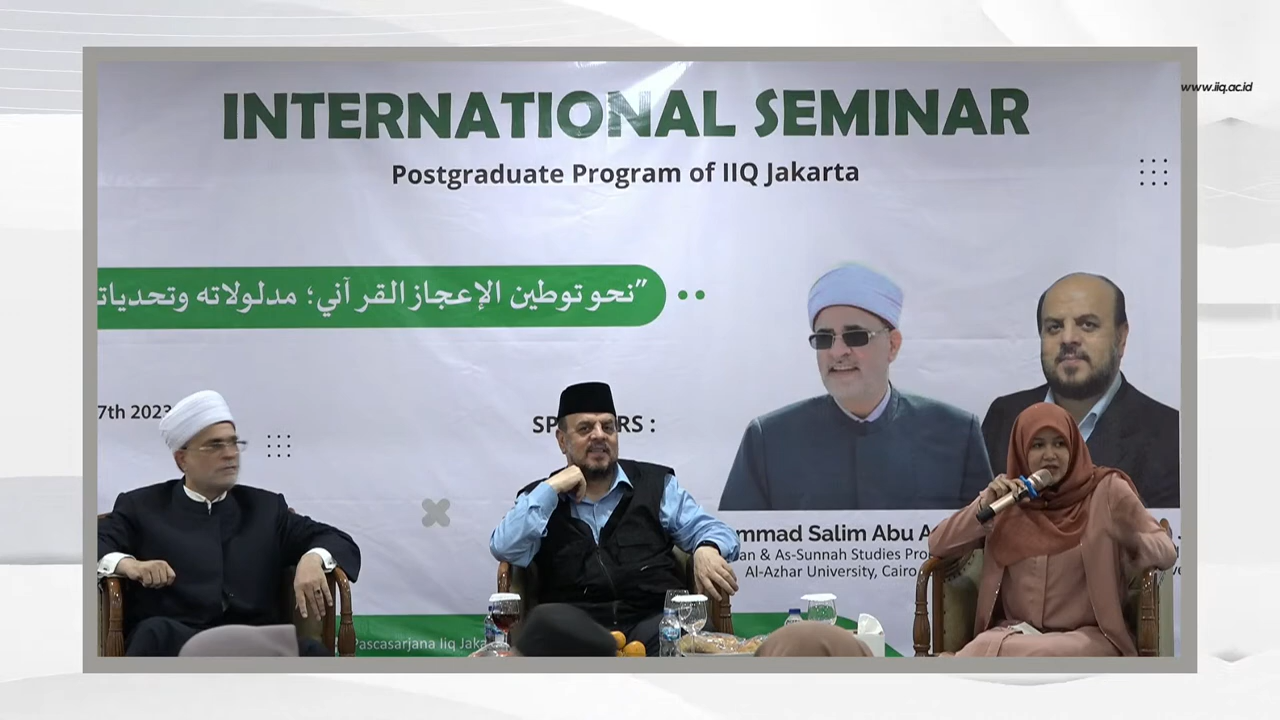 INTERNATIONAL SEMINAR
www.iiq.ac.id
Postgraduate Program of IIQ Jakarta
"نحو توطين الإعجاز القرآني؛ مدلولاته وتحديات
7th 2023
SP RS :
mmad Salim Abu A
an & As-Sunnah Studies Pro
Al-Azhar University, Cairo
Pascasarjana Iiq Jaka